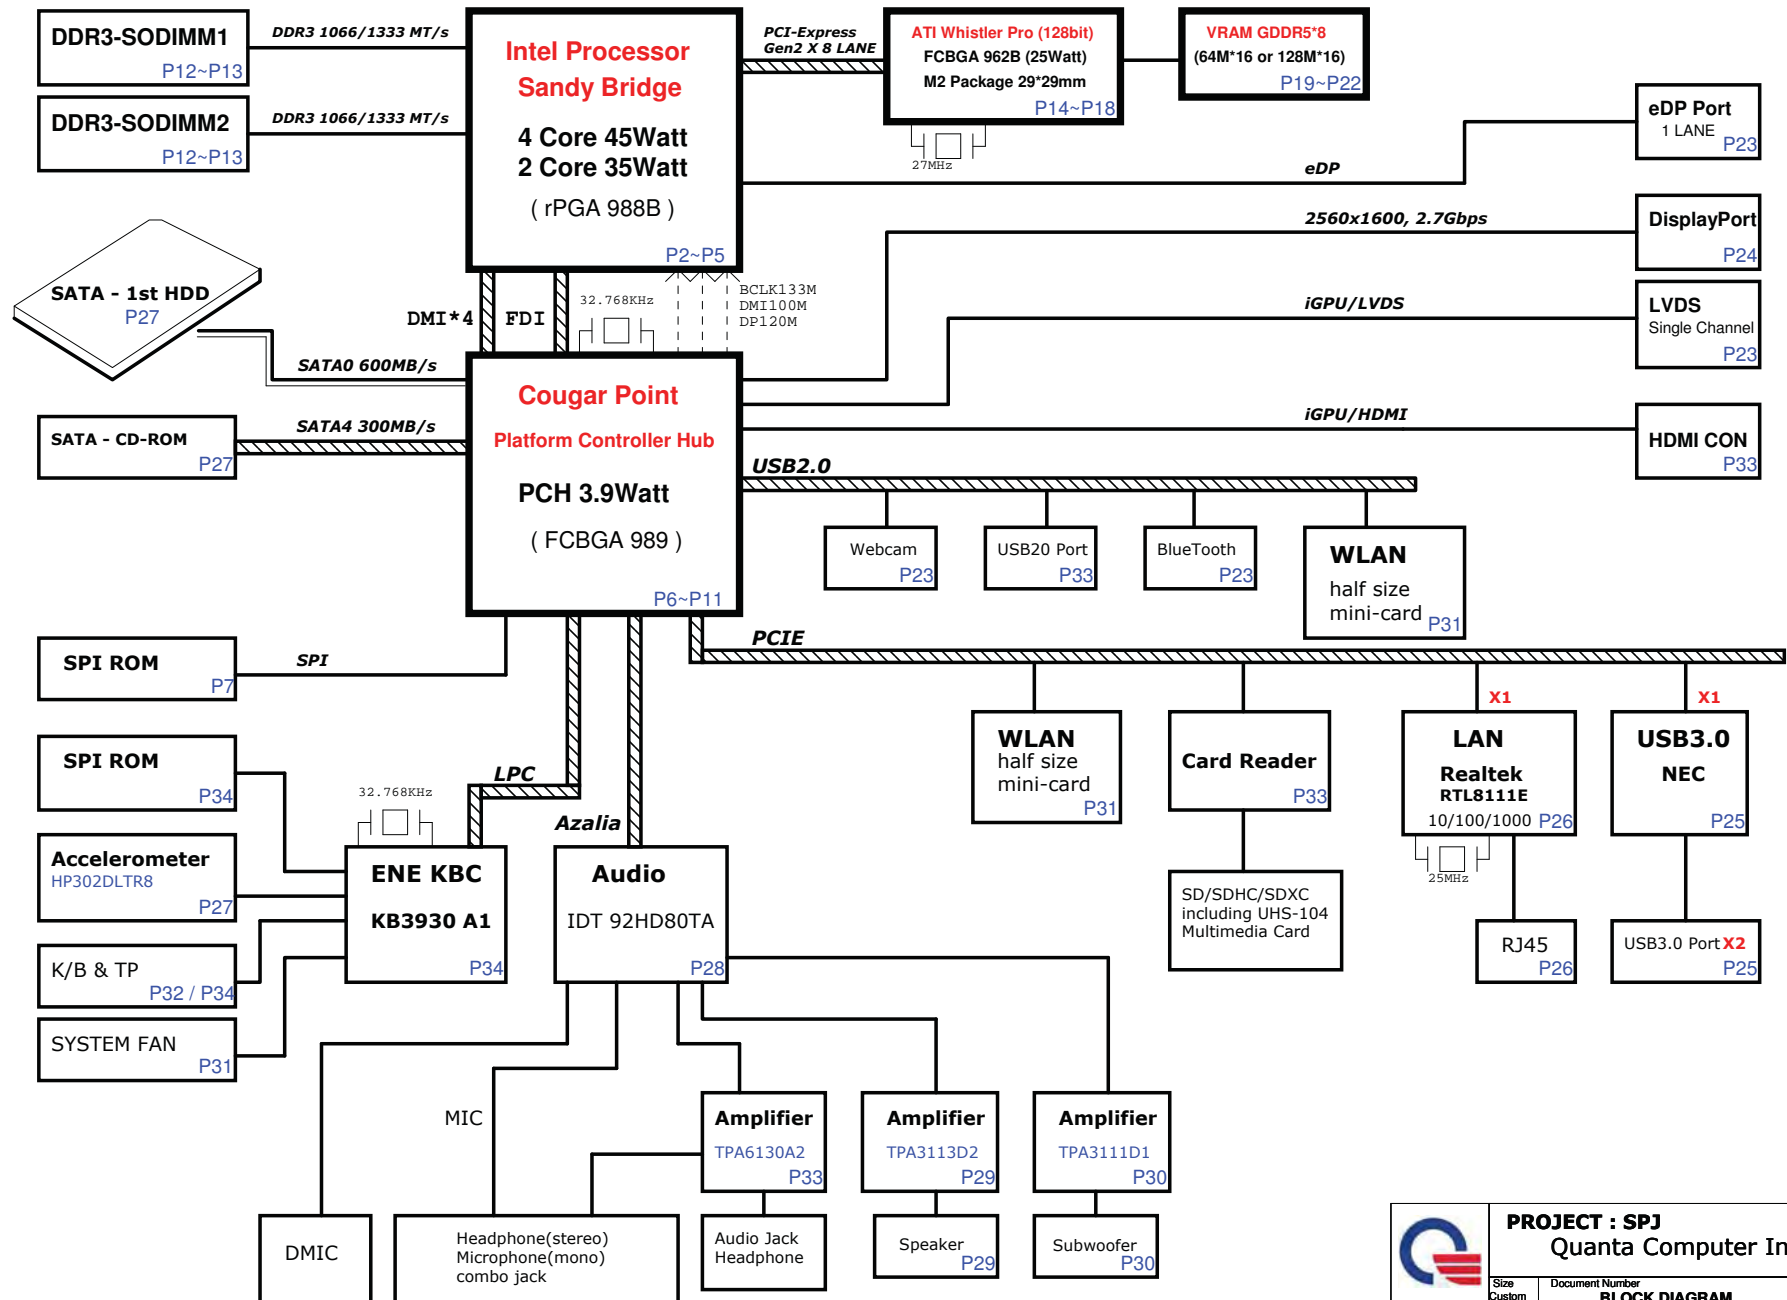 DDR3-SODIMM1
P12~P13
DDR3 1066/1333 MT/s
DDR3-SODIMM2
P12~P13
DDR3 1066/1333 MT/s
Intel Processor
Sandy Bridge
4 Core 45Watt
2 Core 35Watt
( rPGA 988B )
P2~P5
PCI-Express
Gen2 X 8 LANE
ATI Whistler Pro (128bit)
FCBGA 962B (25Watt)
M2 Package 29*29mm
P14~P18
27MHz
VRAM GDDR5*8
(64M*16 or 128M*16)
P19~P22
eDP
eDP Port
1 LANE
P23
2560x1600, 2.7Gbps
DisplayPort
P24
iGPU/LVDS
LVDS
Single Channel
P23
iGPU/HDMI
HDMI CON
P33
SATA - 1st HDD
P27
SATA0 600MB/s
SATA - CD-ROM
P27
SATA4 300MB/s
DMI*4
FDI
32.768KHz
BCLK133M
DMI100M
DP120M
Cougar Point
Platform Controller Hub
PCH 3.9Watt
( FCBGA 989 )
P6~P11
USB2.0
Webcam
P23
USB20 Port
P33
BlueTooth
P23
WLAN
half size
mini-card
P31
PCIE
WLAN
half size
mini-card
P31
Card Reader
P33
SD/SDHC/SDXC
including UHS-104
Multimedia Card
X1
LAN
Realtek
RTL8111E
10/100/1000
P26
25MHz
RJ45
P26
X1
USB3.0
NEC
P25
USB3.0 Port X2
P25
SPI ROM
P7
SPI
SPI ROM
P34
Accelerometer
HP302DLTR8
P27
K/B & TP
P32 / P34
SYSTEM FAN
P31
32.768KHz
LPC
ENE KBC
KB3930 A1
P34
Azalia
Audio
IDT 92HD80TA
P28
MIC
DMIC
Headphone(stereo)
Microphone(mono)
combo jack
Amplifier
TPA6130A2
P33
Audio Jack
Headphone
Amplifier
TPA3113D2
P29
Speaker
P29
Amplifier
TPA3111D1
P30
Subwoofer
P30
PROJECT : SPJ
Quanta Computer In
Size
Custom
Document Number
BLOCK DIAGRAM